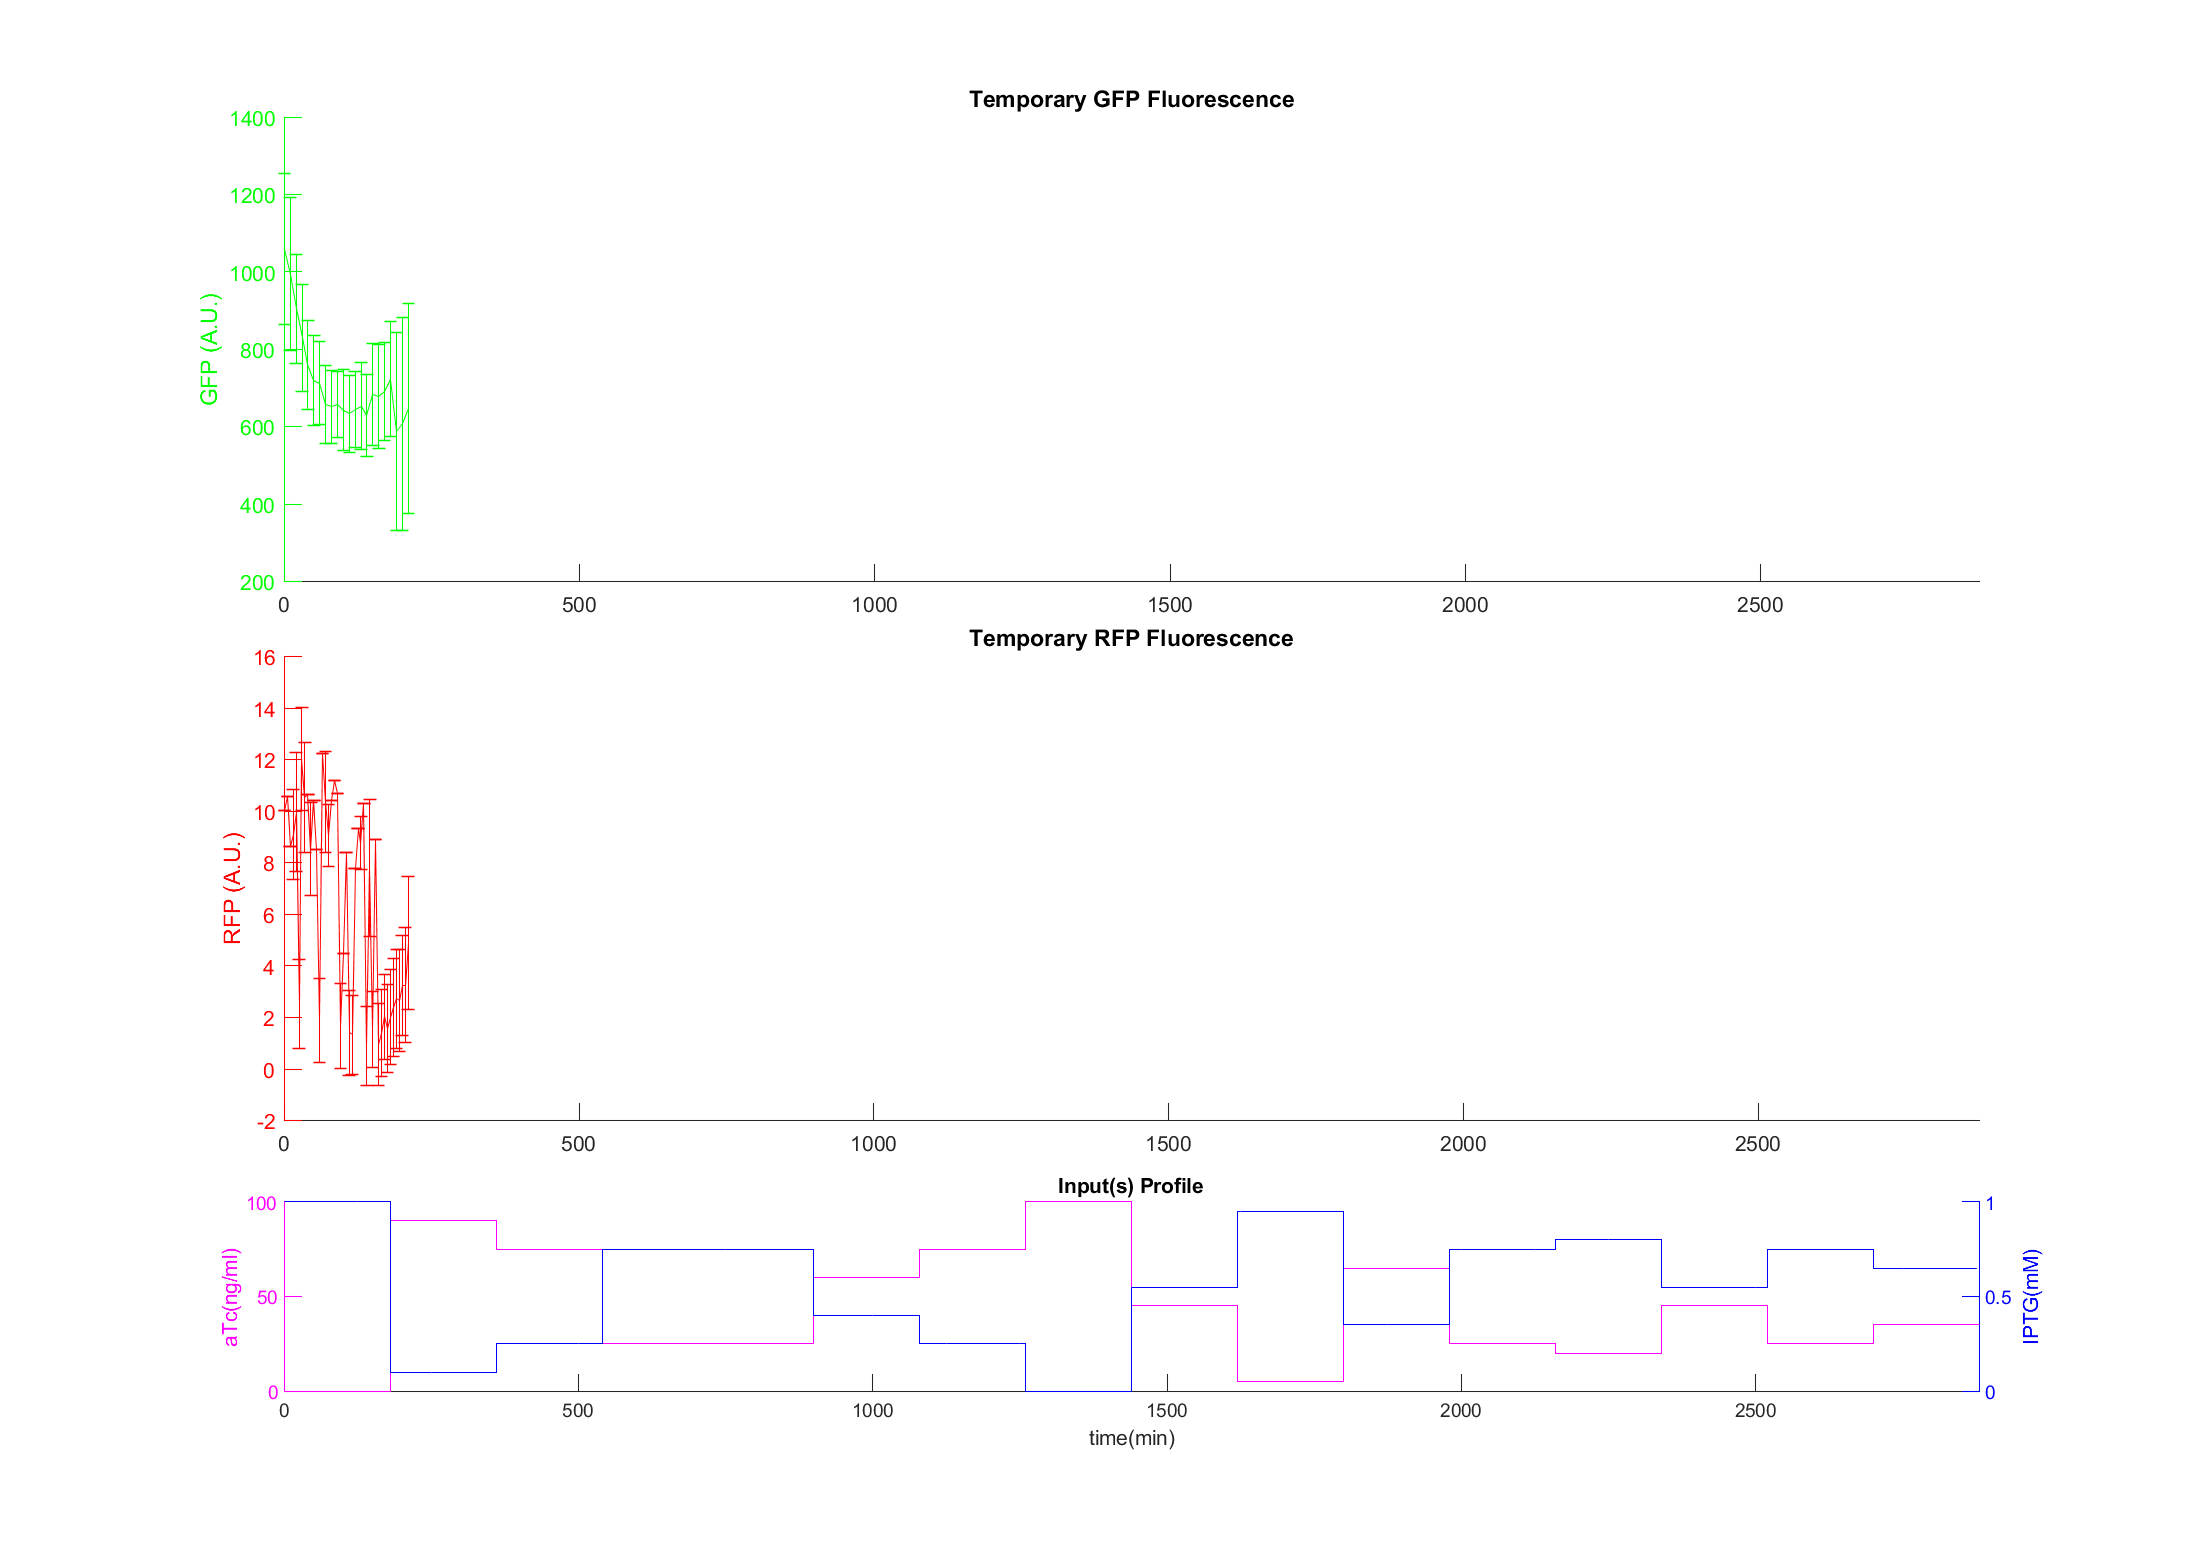 Temporary GFP Fluorescence
1400
1200
1000
800
600
400
200
GFP (A.U.)
0 500 1000 1500 2000 2500
Temporary RFP Fluorescence
16
14
12
10
8
6
4
2
0
-2
RFP (A.U.)
0 500 1000 1500 2000 2500
Input(s) Profile
100
50
0
aTc(ng/ml)
1
0.5
0
IPTG(mM)
0 500 1000 1500 2000 2500
time(min)